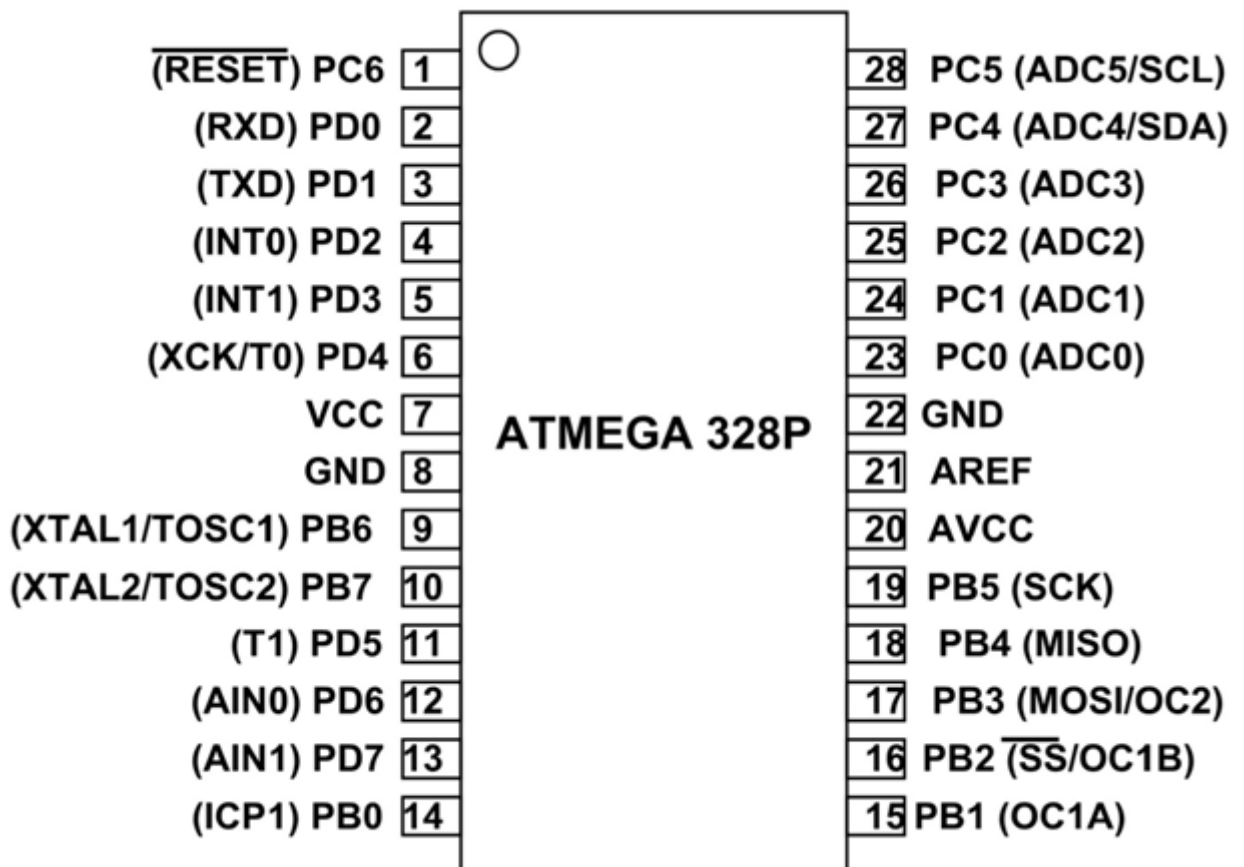 (RESET) PC6 1
(RXD) PD0 2
(TXD) PD1 3
(INT0) PD2 4
(INT1) PD3 5
(XCK/T0) PD4 6
VCC 7
GND 8
(XTAL1/TOSC1) PB6 9
(XTAL2/TOSC2) PB7 10
(T1) PD5 11
(AIN0) PD6 12
(AIN1) PD7 13
(ICP1) PB0 14
ATMEGA 328P
28 PC5 (ADC5/SCL)
27 PC4 (ADC4/SDA)
26 PC3 (ADC3)
25 PC2 (ADC2)
24 PC1 (ADC1)
23 PC0 (ADC0)
22 GND
21 AREF
20 AVCC
19 PB5 (SCK)
18 PB4 (MISO)
17 PB3 (MOSI/OC2)
16 PB2 (SS/OC1B)
15 PB1 (OC1A)